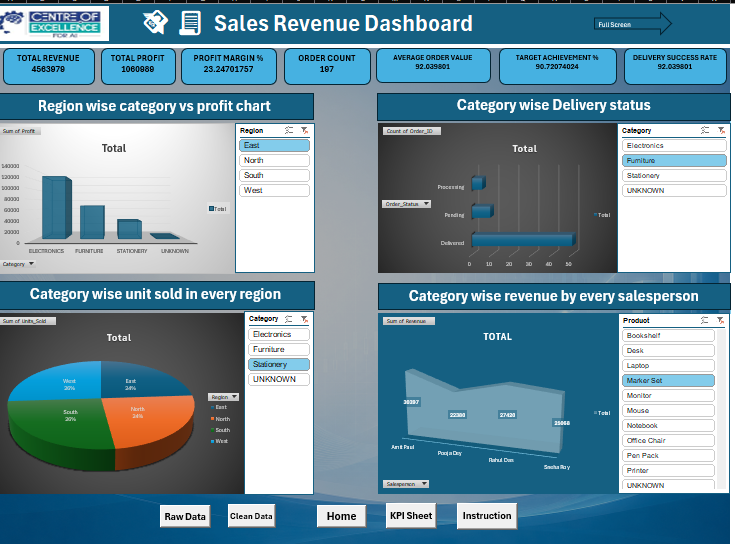 CENTRE OF
EXCELLENCE
FOR AI
Sales Revenue Dashboard
Full Screen
TOTAL REVENUE
4563979
TOTAL PROFIT
1060989
PROFIT MARGIN %
23.24701757
ORDER COUNT
197
AVERAGE ORDER VALUE
92.039801
TARGET ACHIEVEMENT %
90.72074024
DELIVERY SUCCESS RATE
92.039801
Region wise category vs profit chart
Sum of Profit
Total
140000
120000
100000
80000
60000
40000
20000
0
ELECTRONICS FURNITURE STATIONERY UNKNOWN
Total
Category
Region
East
North
South
West
Category wise Delivery status
Count of Order_ID
Total
Processing
Pending
Delivered
0 10 20 30 40 50
Order_Status
Total
Category
Electronics
Furniture
Stationery
UNKNOWN
Category wise unit sold in every region
Sum of Units_Sold
Total
West
26%
East
24%
South
26%
North
24%
Region
East
North
South
West
Category
Electronics
Furniture
Stationery
UNKNOWN
Category wise revenue by every salesperson
Sum of Revenue
TOTAL
22380
27420
Amit Paul
Pooja Dey
Rahul Das
Sneha Roy
Total
Salesperson
Product
Bookshelf
Desk
Laptop
Marker Set
Monitor
Mouse
Notebook
Office Chair
Pen Pack
Printer
UNKNOWN
Raw Data
Clean Data
Home
KPI Sheet
Instruction